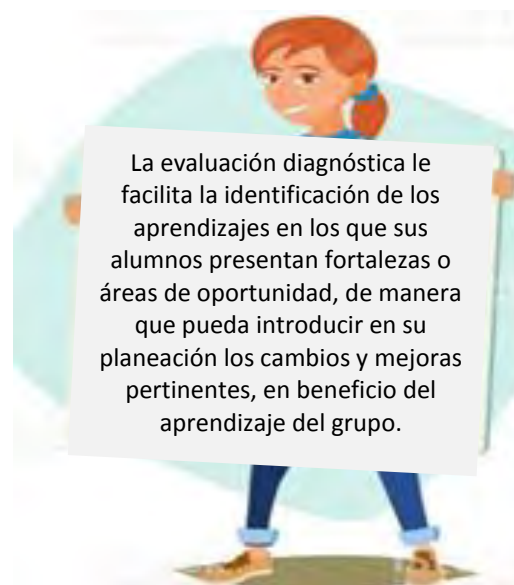 La evaluación diagnóstica le
facilita la identificación de los
aprendizajes en los que sus
alumnos presentan fortalezas o
áreas de oportunidad, de manera
que pueda introducir en su
planeación los cambios y mejoras
pertinentes, en beneficio del
aprendizaje del grupo.